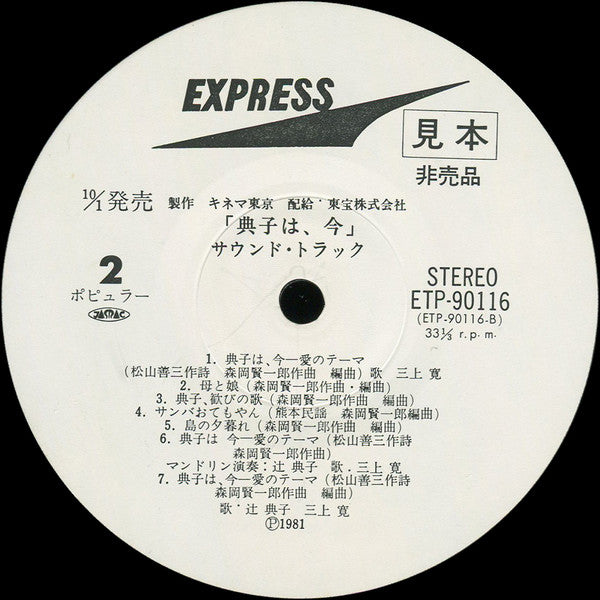 EXPRESS
見本
非売品
10/1発売 製作 キネマ東京 配給・東宝株式会社
「典子は、今」
サウンド・トラック
2
ポピュラー
JASRAC
STEREO
ETP-90116
(ETP-90116-B)
33⅓ r.p.m.
1. 典子は、今—愛のテーマ
(松山善三作詩 森岡賢一郎作曲 編曲) 歌 三上 寛
2. 母と娘 (森岡賢一郎作曲・編曲)
3. 典子、歓びの歌 (森岡賢一郎作曲 編曲)
4. サンバおてもやん (熊本民謡 森岡賢一郎編曲)
5. 島の夕暮れ (森岡賢一郎作曲 編曲)
6. 典子は 今—愛のテーマ (松山善三作詩
森岡賢一郎作曲)
マンドリン演奏:辻 典子 歌.三上 寛
7. 典子は、今—愛のテーマ (松山善三作詩
森岡賢一郎作曲 編曲)
歌・辻 典子 三上 寛
Ⓟ1981